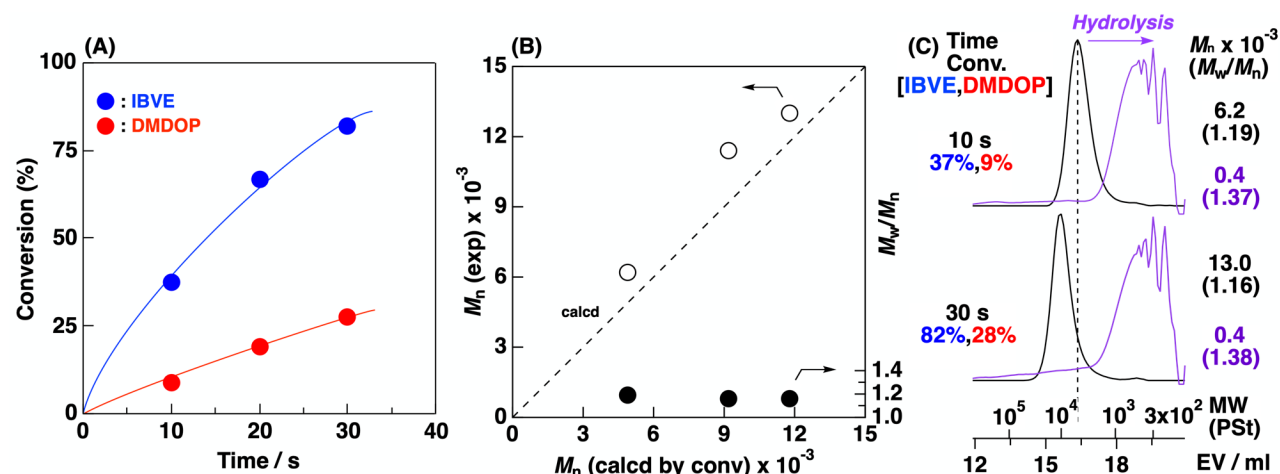 (A)
100
75
50
25
0
Conversion (%)
: IBVE
: DMDOP
0 10 20 30 40
Time / s
(B)
15
12
9
6
3
0
Mn (exp) x 10-3
calcd
1.4
1.2
1.0
Mw/Mn
0 3 6 9 12 15
Mn (calcd by conv) x 10-3
(C) Time
Conv.
[IBVE,DMDOP]
Hydrolysis
Mn x 10-3
(Mw/Mn)
10 s
37%,9%
6.2
(1.19)
0.4
(1.37)
30 s
82%,28%
13.0
(1.16)
0.4
(1.38)
10⁵ 10⁴ 10³ 3x10² MW
(PSt)
12 15 16 18 EV / ml